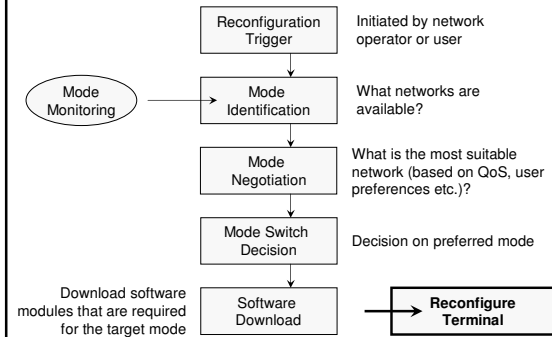 Reconfiguration
Trigger
Initiated by network
operator or user
Mode
Monitoring
Mode
Identification
What networks are
available?
Mode
Negotiation
What is the most suitable
network (based on QoS, user
preferences etc.)?
Mode Switch
Decision
Decision on preferred mode
Download software
modules that are required
for the target mode
Software
Download
Reconfigure
Terminal